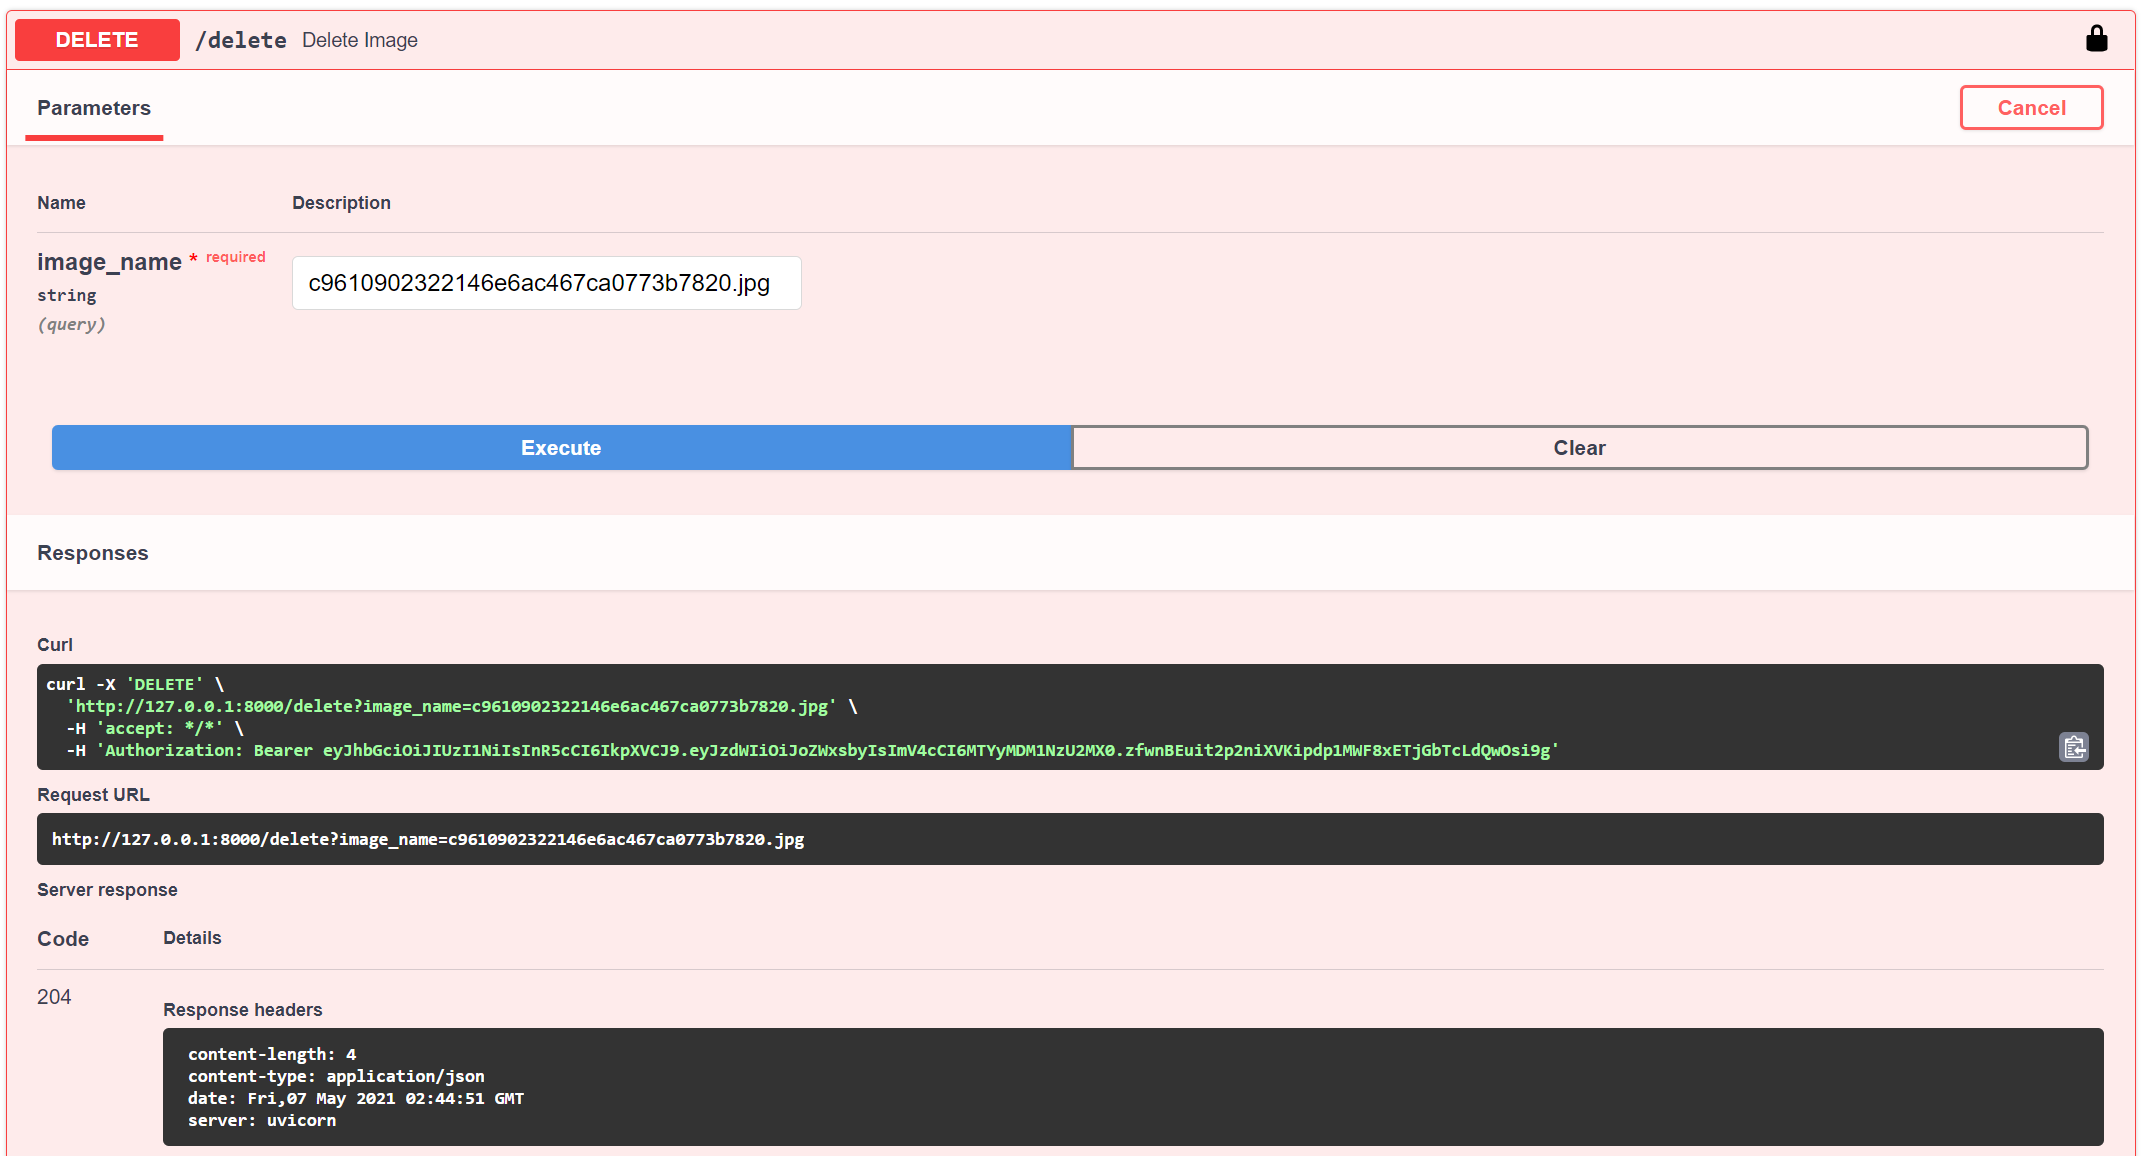 DELETE /delete Delete Image
Parameters Cancel
Name Description
image_name * required
string
(query)
c9610902322146e6ac467ca0773b7820.jpg
Execute Clear
Responses
Curl
curl -X 'DELETE' \
'http://127.0.0.1:8000/delete?image_name=c9610902322146e6ac467ca0773b7820.jpg' \
-H 'accept: */*' \
-H 'Authorization: Bearer eyJhbGciOiJIUzI1NiIsInR5cCI6IkpXVCJ9.eyJzdWIiOiJoZWxsbyIsImV4cCI6MTYyMDM1NzU2MX0.zfwnBEuit2p2niXVKipdp1MWF8xETjGbTcLdQwOsi9g'
Request URL
http://127.0.0.1:8000/delete?image_name=c9610902322146e6ac467ca0773b7820.jpg
Server response
Code Details
204
Response headers
content-length: 4
content-type: application/json
date: Fri,07 May 2021 02:44:51 GMT
server: uvicorn